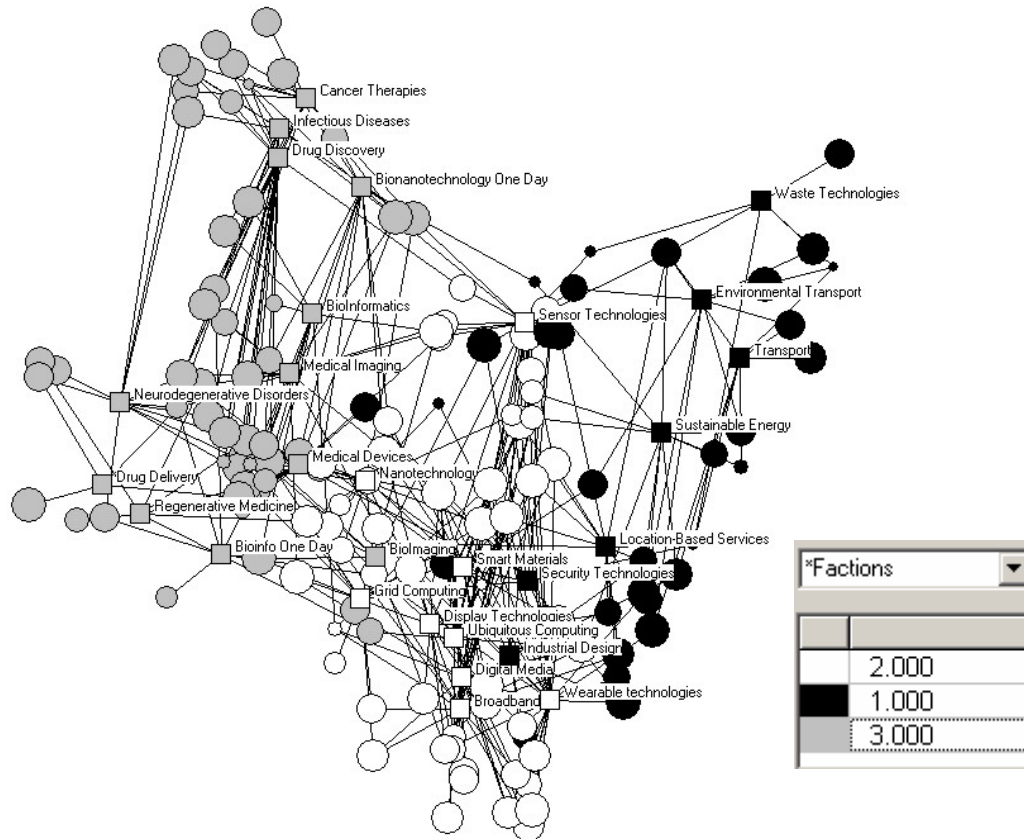 Cancer Therapies
Infectious Diseases
Drug Discovery
Bionanotechnology One Day
Waste Technologies
Environmental Transport
BioInformatics
Sensor Technologies
Transport
Medical Imaging
Neurodegenerative Disorders
Sustainable Energy
Medical Devices
Nanotechnology
*Drug Delivery
Regenerative Medicine
Location-Based Services
Bioinfo One Day
BioImaging
Smart Materials
Security Technologies
Grid Computing
Display Technologies
Ubiquitous Computing
Industrial Design
Digital Media
Wearable technologies
Broadband
*Factions
2.000
1.000
3.000